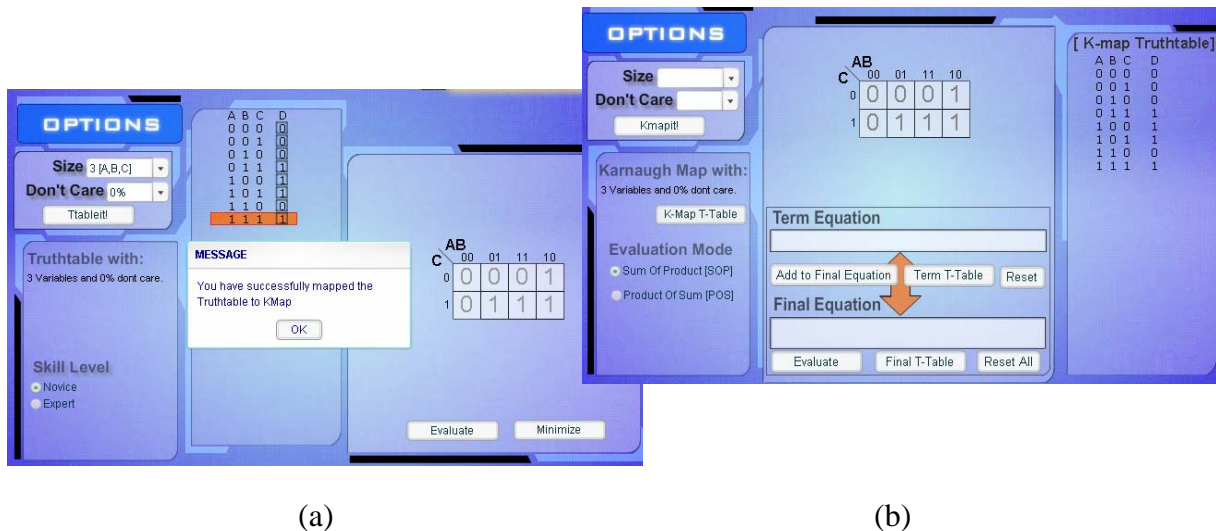 OPTIONS
Size 3 [A,B,C]
Don't Care 0%
Ttableit!
Truthtable with:
3 Variables and 0% dont care.
Skill Level
Novice
Expert
A B C D
0 0 0 0
0 0 1 0
0 1 0 0
0 1 1 1
1 0 0 1
1 0 1 1
1 1 0 0
1 1 1 1
MESSAGE
You have successfully mapped the
Truthtable to KMap
OK
AB
C 00 01 11 10
0 0 0 0 1
1 0 1 1 1
Evaluate Minimize
(a)
OPTIONS
Size
Don't Care
Kmapit!
Karnaugh Map with:
3 Variables and 0% dont care.
K-Map T-Table
Evaluation Mode
Sum Of Product [SOP]
Product Of Sum [POS]
AB
C 00 01 11 10
0 0 0 0 1
1 0 1 1 1
Term Equation
Add to Final Equation Term T-Table Reset
Final Equation
Evaluate Final T-Table Reset All
[ K-map Truthtable]
A B C D
0 0 0 0
0 0 1 0
0 1 0 0
0 1 1 1
1 0 0 1
1 0 1 1
1 1 0 0
1 1 1 1
(b)